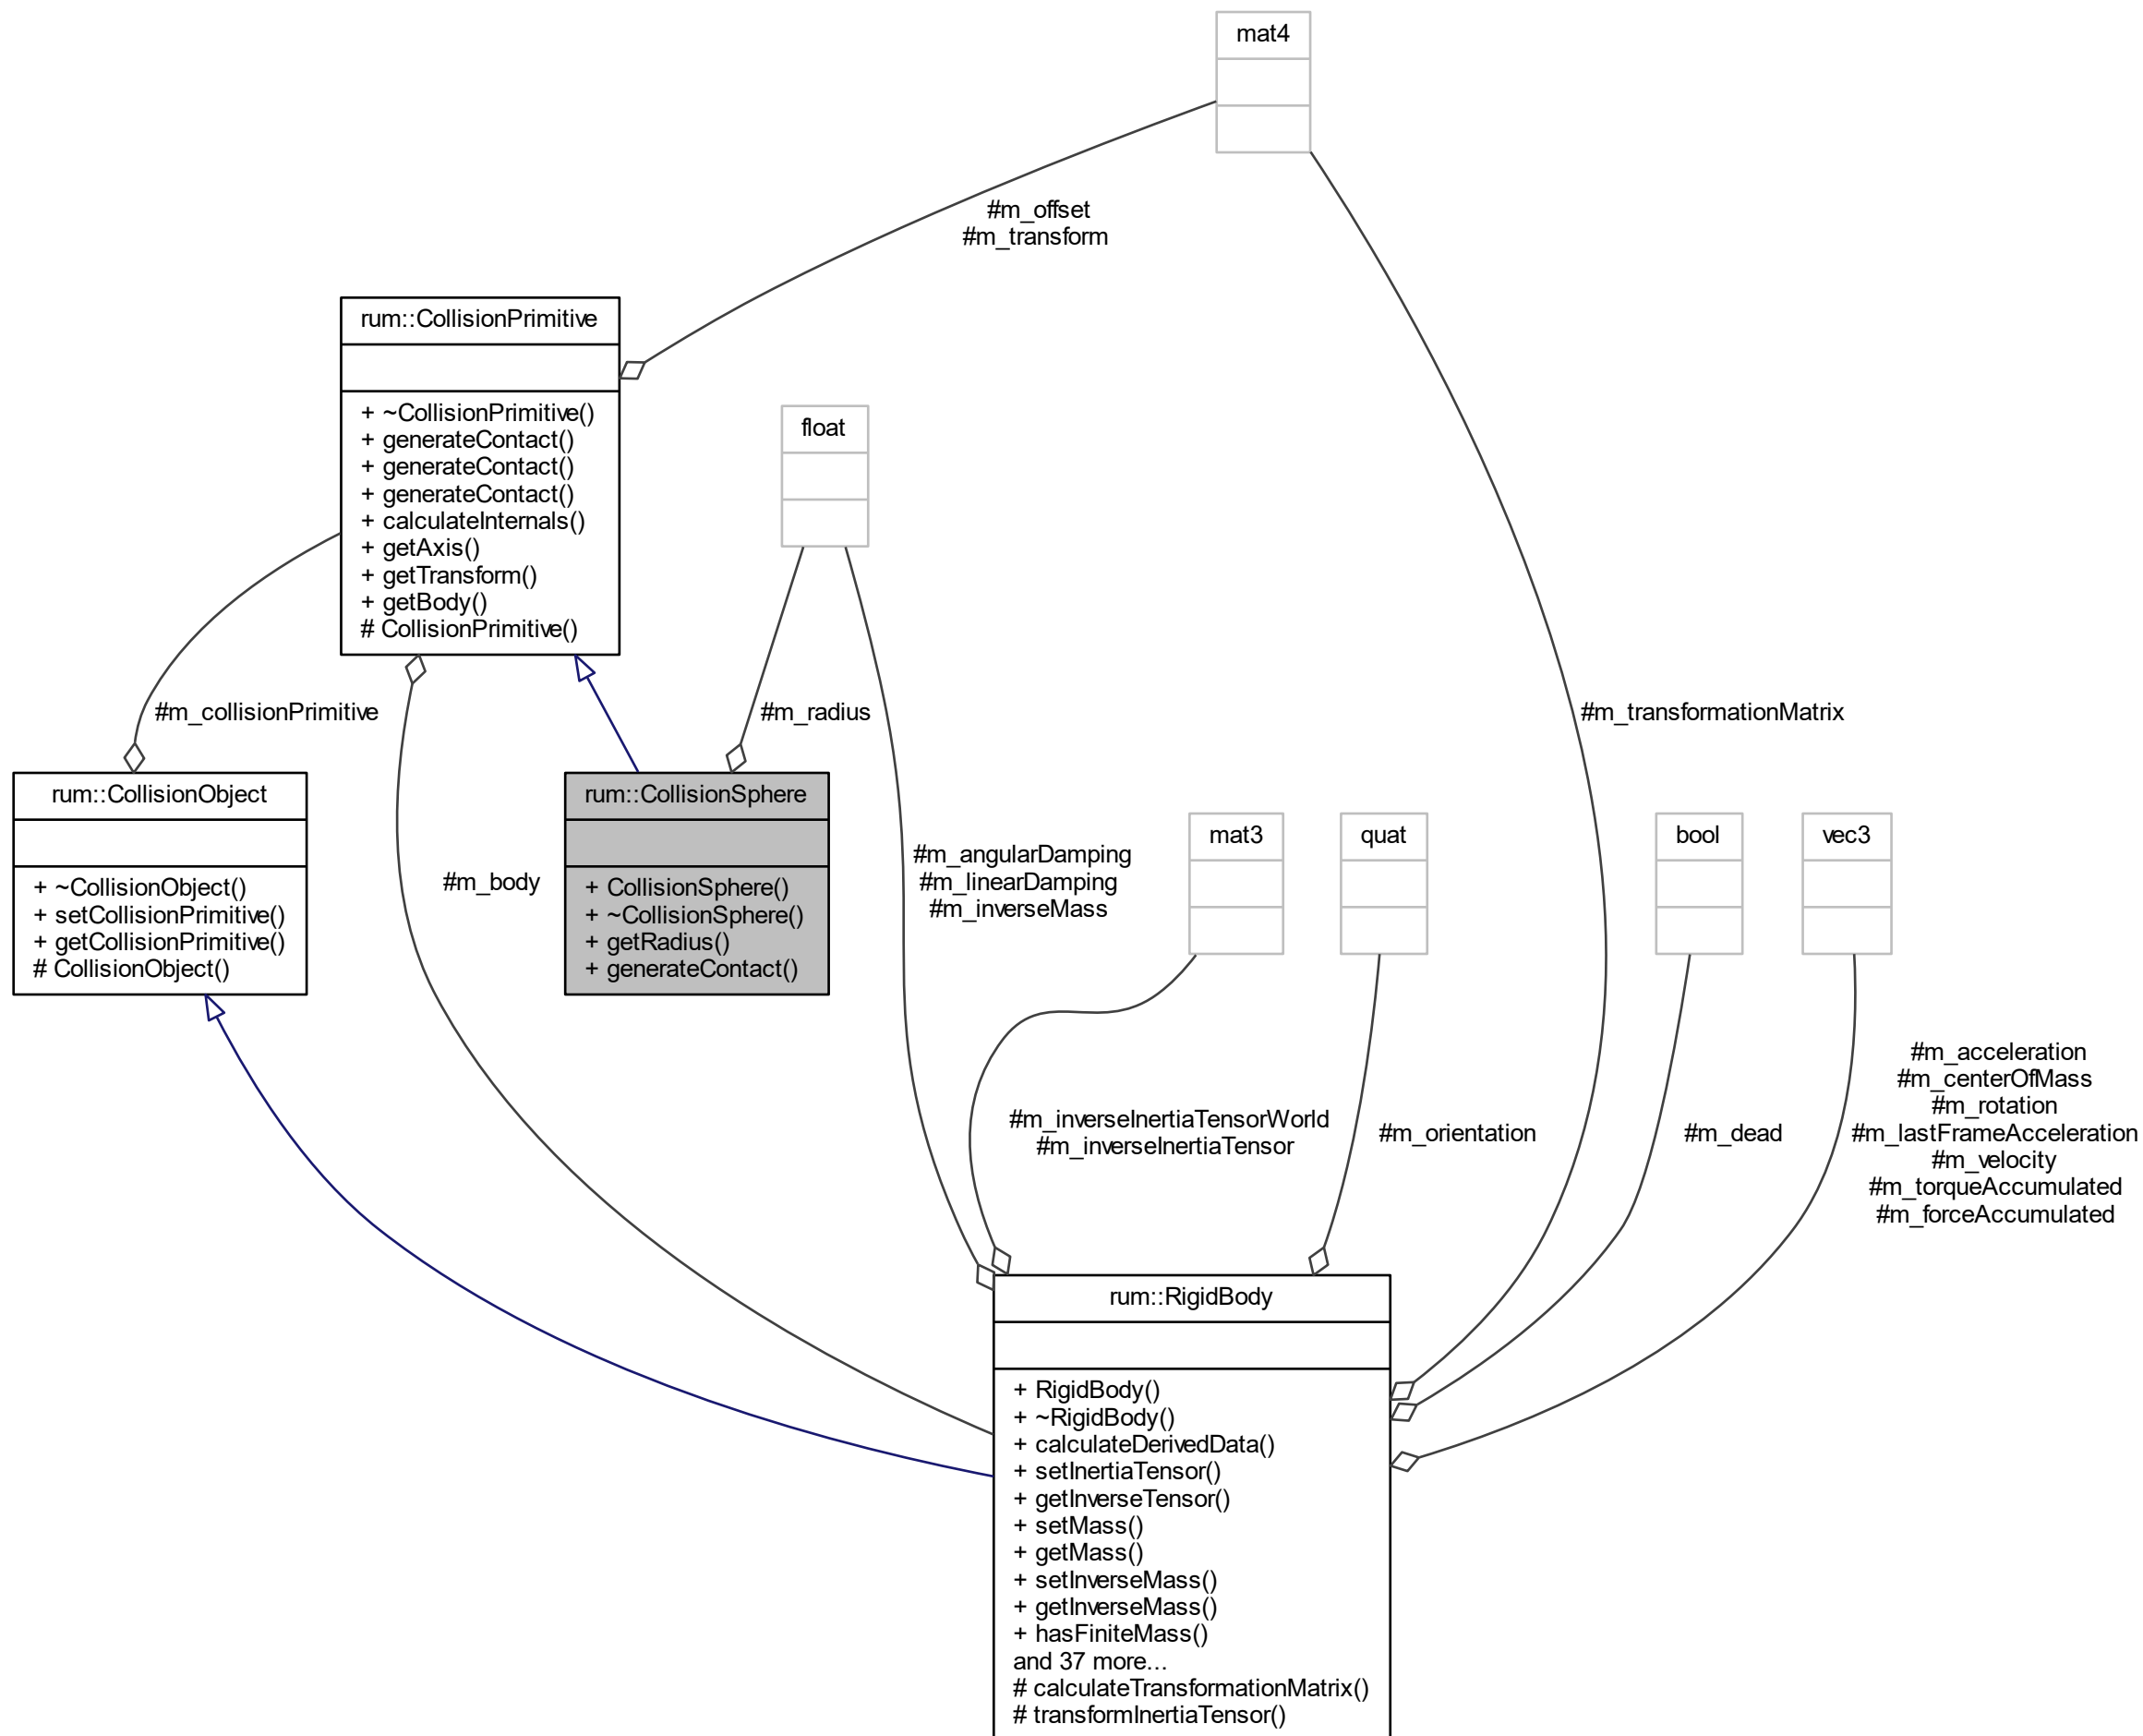 mat4
#m_offset
#m_transform
rum::CollisionPrimitive
+ ~CollisionPrimitive()
+ generateContact()
+ generateContact()
+ generateContact()
+ calculateInternals()
+ getAxis()
+ getTransform()
+ getBody()
# CollisionPrimitive()
float
#m_collisionPrimitive
#m_radius
#m_transformationMatrix
rum::CollisionObject
+ ~CollisionObject()
+ setCollisionPrimitive()
+ getCollisionPrimitive()
# CollisionObject()
#m_body
rum::CollisionSphere
+ CollisionSphere()
+ ~CollisionSphere()
+ getRadius()
+ generateContact()
#m_angularDamping
#m_linearDamping
#m_inverseMass
mat3
quat
bool
vec3
#m_inverseInertiaTensorWorld
#m_inverseInertiaTensor
#m_orientation
#m_dead
#m_acceleration
#m_centerOfMass
#m_rotation
#m_lastFrameAcceleration
#m_velocity
#m_torqueAccumulated
#m_forceAccumulated
rum::RigidBody
+ RigidBody()
+ ~RigidBody()
+ calculateDerivedData()
+ setInertiaTensor()
+ getInverseTensor()
+ setMass()
+ getMass()
+ setInverseMass()
+ getInverseMass()
+ hasFiniteMass()
and 37 more...
# calculateTransformationMatrix()
# transformInertiaTensor()